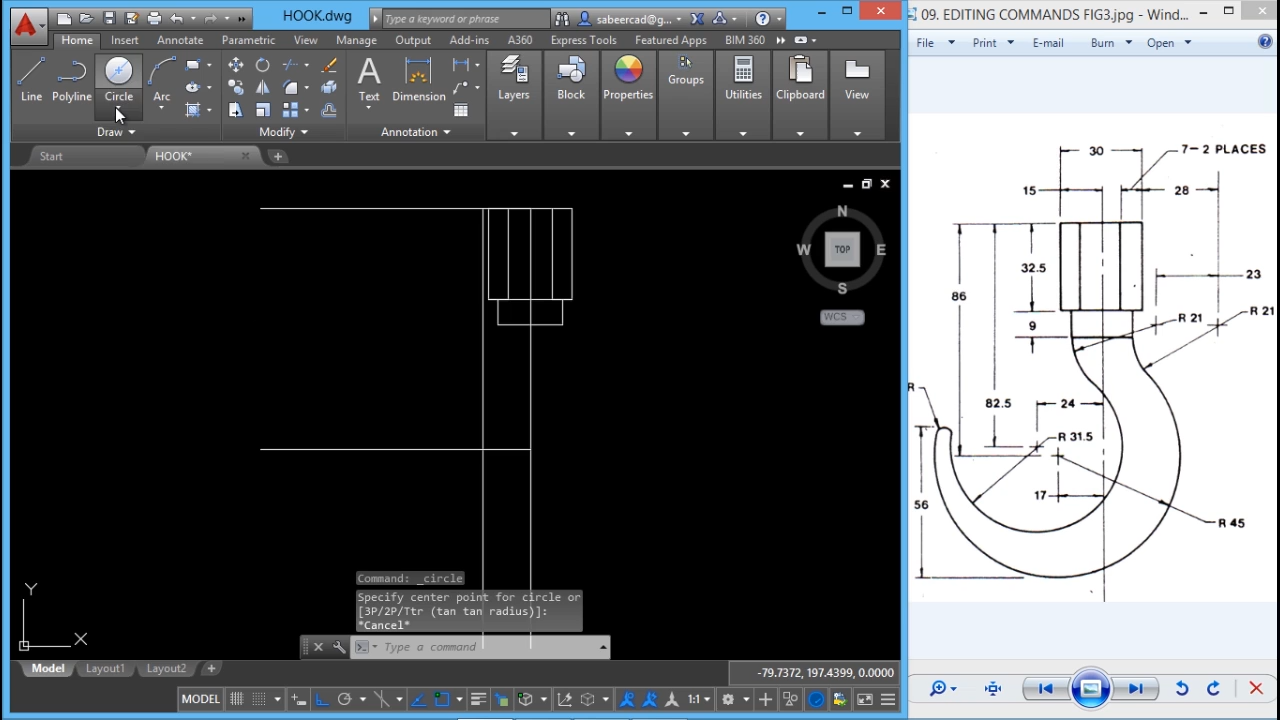 HOOK.dwg
Type a keyword or phrase
sabeercad@g...
09. EDITING COMMANDS FIG3.jpg - Wind...
Home Insert Annotate Parametric View Manage Output Add-ins A360 Express Tools Featured Apps BIM 360
File Print E-mail Burn Open
Line Polyline Circle Arc Text Dimension Layers Block Properties Groups Utilities Clipboard View
Draw Modify Annotation
Start HOOK*
30
7-2 PLACES
15
28
N
W TOP E
S
WCS
32.5
23
86
R 21
R 21
9
R
82.5
24
R 31.5
17
56
R 45
Command: _circle
Specify center point for circle or
[3P/2P/Ttr (tan tan radius)]:
*Cancel*
Type a command
Y
X
Model Layout1 Layout2
-79.7372, 197.4399, 0.0000
MODEL
1:1